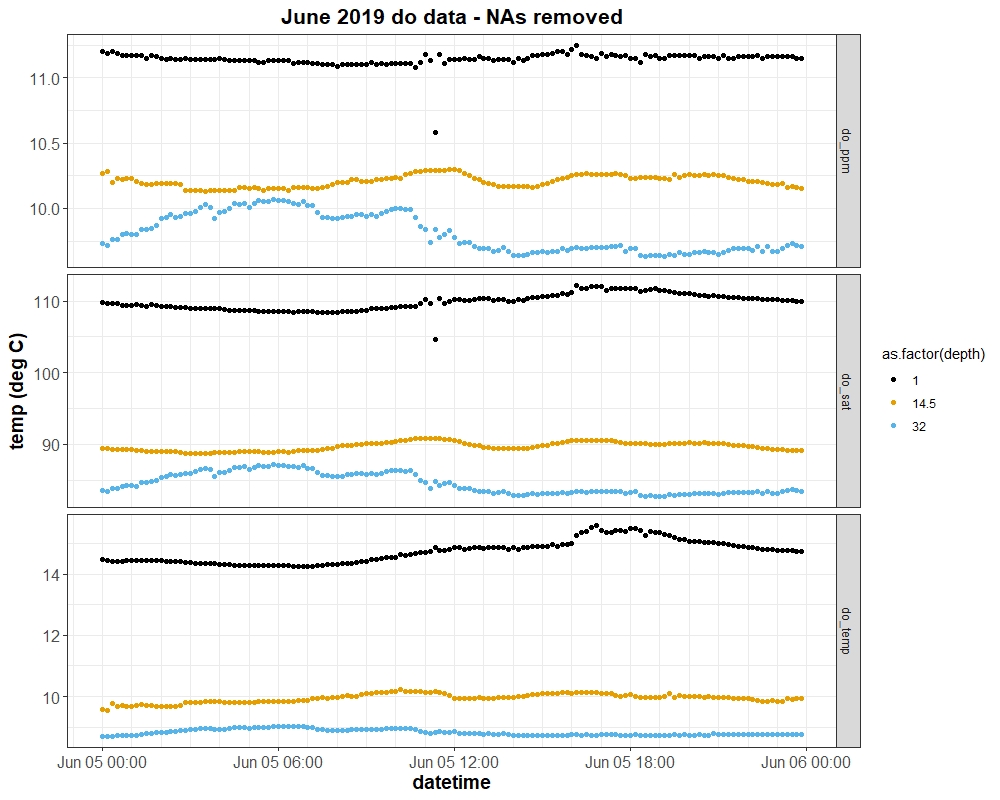 June 2019 do data - NAs removed
temp (deg C)
11.0
10.5
10.0
do_ppm
110
100
90
do_sat
14
12
10
do_temp
Jun 05 00:00
Jun 05 06:00
Jun 05 12:00
Jun 05 18:00
Jun 06 00:00
datetime
as.factor(depth)
1
14.5
32